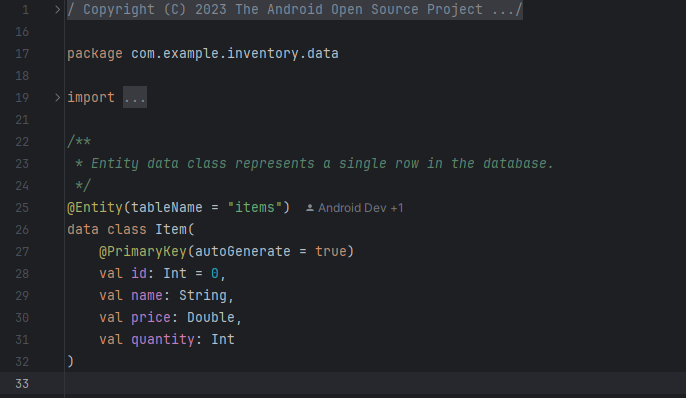 1 / Copyright (C) 2023 The Android Open Source Project .../
16
17 package com.example.inventory.data
18
19 import ...
21
22 /**
23  * Entity data class represents a single row in the database.
24  */
25 @Entity(tableName = "items") Android Dev +1
26 data class Item(
27     @PrimaryKey(autoGenerate = true)
28     val id: Int = 0,
29     val name: String,
30     val price: Double,
31     val quantity: Int
32 )
33